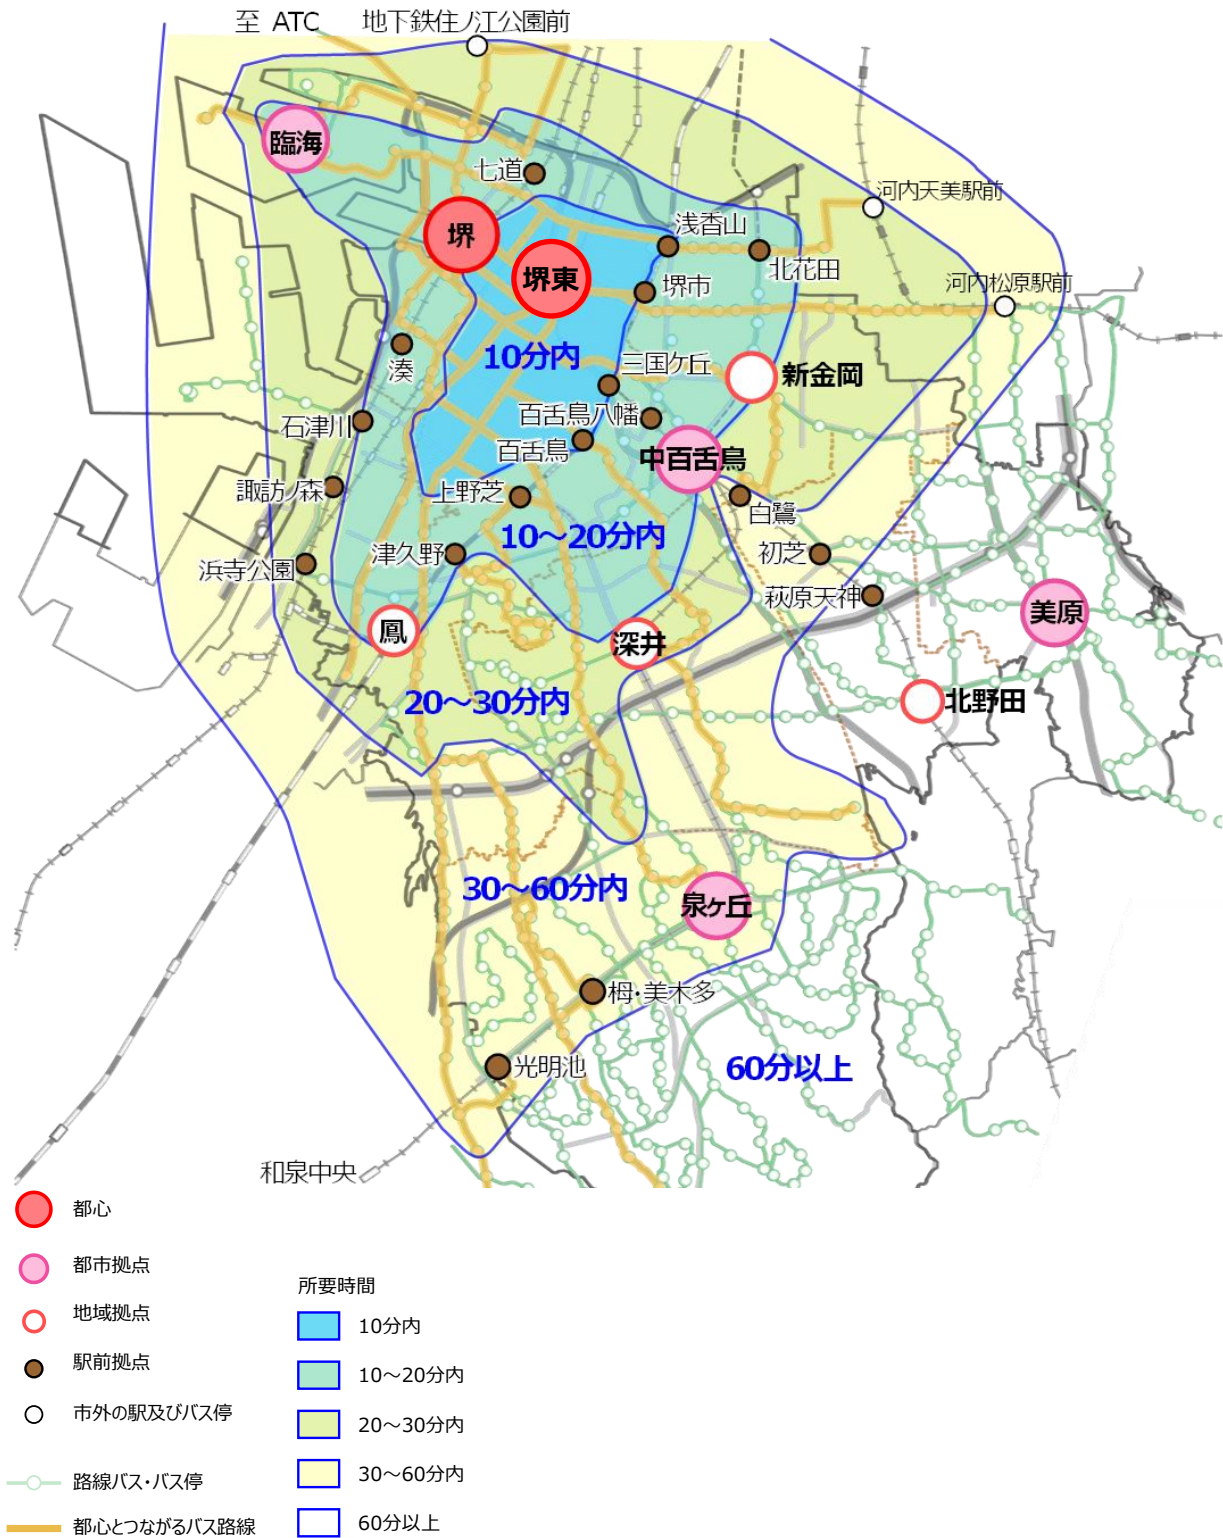 至 ATC
地下鉄住ノ江公園前
臨海
七道
堺
堺東
浅香山
北花田
河内天美駅前
堺市
河内松原駅前
湊
10分内
三国ケ丘
新金岡
石津川
百舌鳥八幡
百舌鳥
中百舌鳥
諏訪ノ森
上野芝
白鷺
10～20分内
浜寺公園
津久野
初芝
萩原天神
美原
鳳
深井
20～30分内
北野田
30～60分内
泉ヶ丘
栂・美木多
光明池
60分以上
和泉中央
都心
都市拠点
地域拠点
駅前拠点
市外の駅及びバス停
路線バス・バス停
都心とつながるバス路線
所要時間
10分内
10～20分内
20～30分内
30～60分内
60分以上